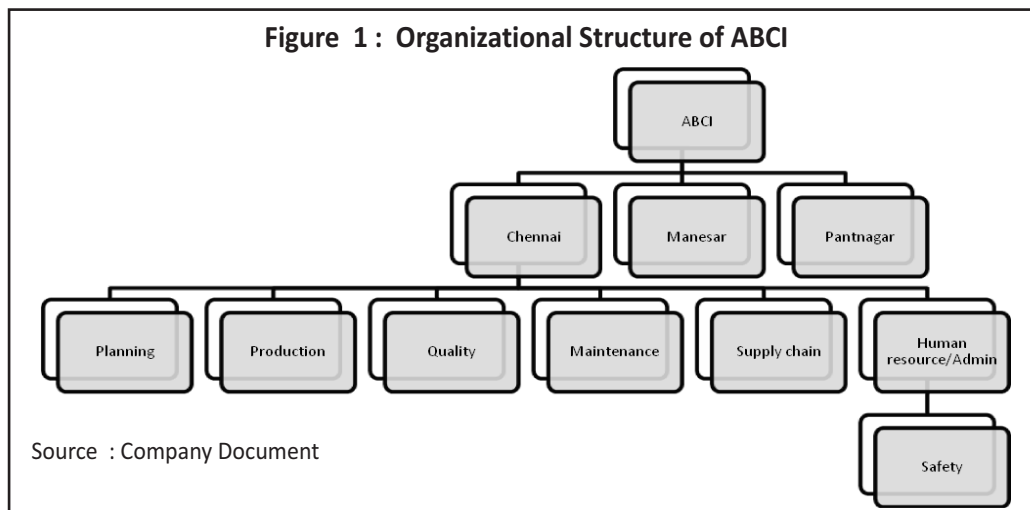 Figure 1 : Organizational Structure of ABCI
ABCI
Chennai
Manesar
Pantnagar
Planning
Production
Quality
Maintenance
Supply chain
Human
resource/Admin
Safety
Source : Company Document